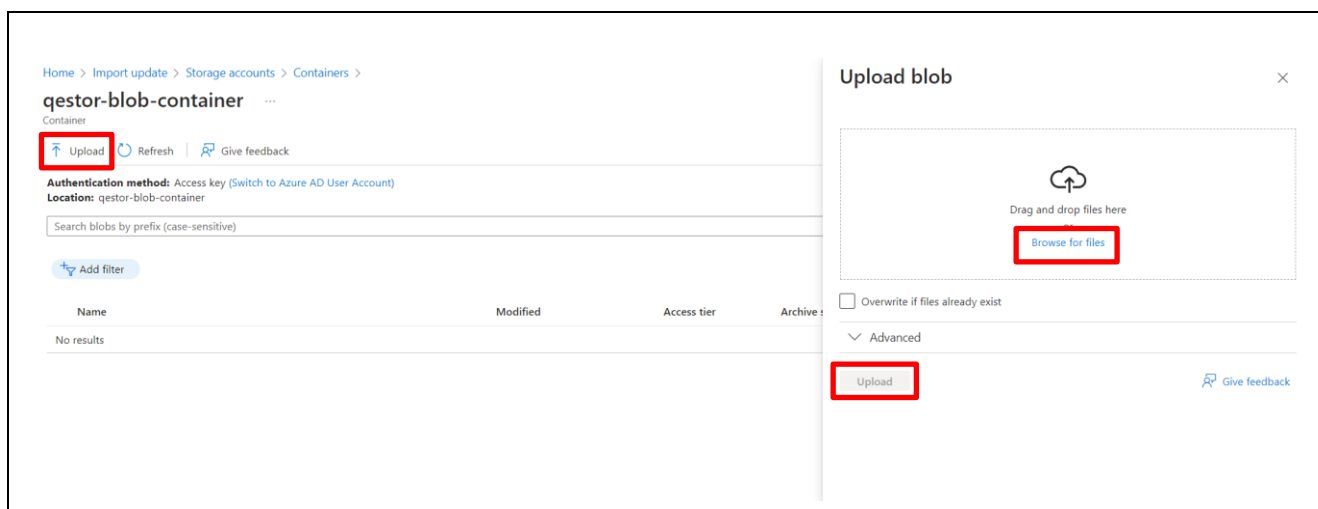 Home > Import update > Storage accounts > Containers >
qestor-blob-container ...
Container
Upload Refresh Give feedback
Authentication method: Access key (Switch to Azure AD User Account)
Location: qestor-blob-container
Search blobs by prefix (case-sensitive)
Add filter
Name Modified Access tier Archive
No results
Upload blob
Drag and drop files here
Browse for files
Overwrite if files already exist
Advanced
Upload Give feedback